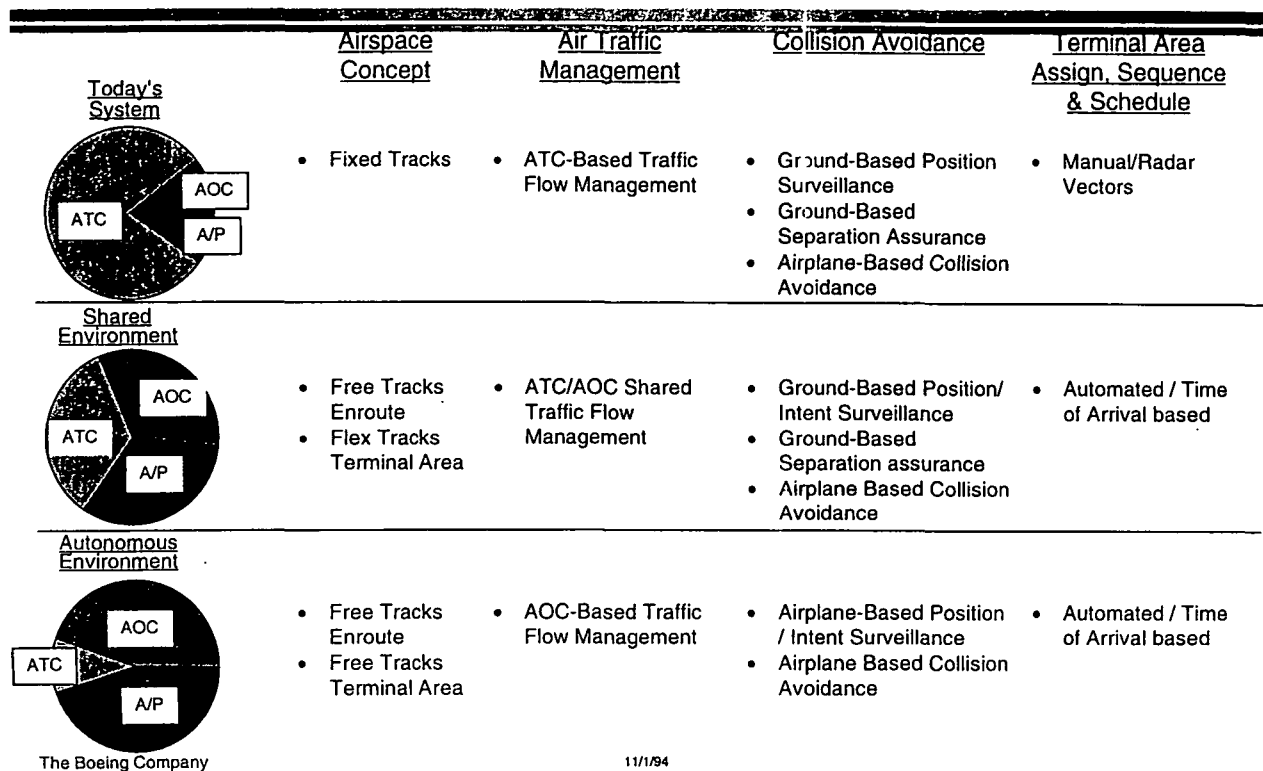 Airspace
Concept
Air Traffic
Management
Collision Avoidance
Terminal Area
Assign, Sequence
& Schedule
Today's
System
ATC
AOC
A/P
• Fixed Tracks
• ATC-Based Traffic
Flow Management
• Ground-Based Position
Surveillance
• Ground-Based
Separation Assurance
• Airplane-Based Collision
Avoidance
• Manual/Radar
Vectors
Shared
Environment
AOC
ATC
A/P
• Free Tracks
Enroute
• Flex Tracks
Terminal Area
• ATC/AOC Shared
Traffic Flow
Management
• Ground-Based Position/
Intent Surveillance
• Ground-Based
Separation assurance
• Airplane Based Collision
Avoidance
• Automated / Time
of Arrival based
Autonomous
Environment
AOC
ATC
A/P
• Free Tracks
Enroute
• Free Tracks
Terminal Area
• AOC-Based Traffic
Flow Management
• Airplane-Based Position
/ Intent Surveillance
• Airplane Based Collision
Avoidance
• Automated / Time
of Arrival based
The Boeing Company
11/1/94